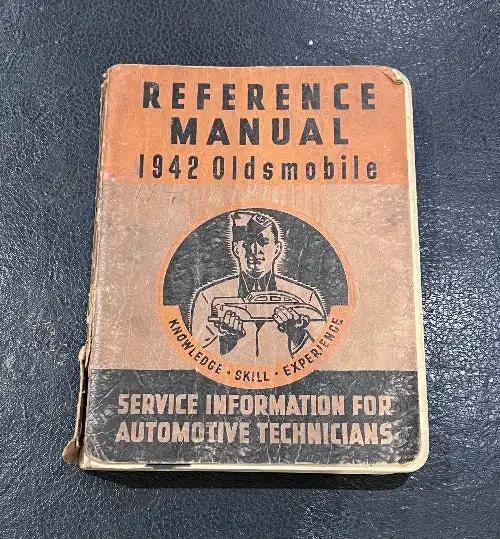 REFERENCE
MANUAL
1942 Oldsmobile
KNOWLEDGE · SKILL · EXPERIENCE
SERVICE INFORMATION FOR
AUTOMOTIVE TECHNICIANS